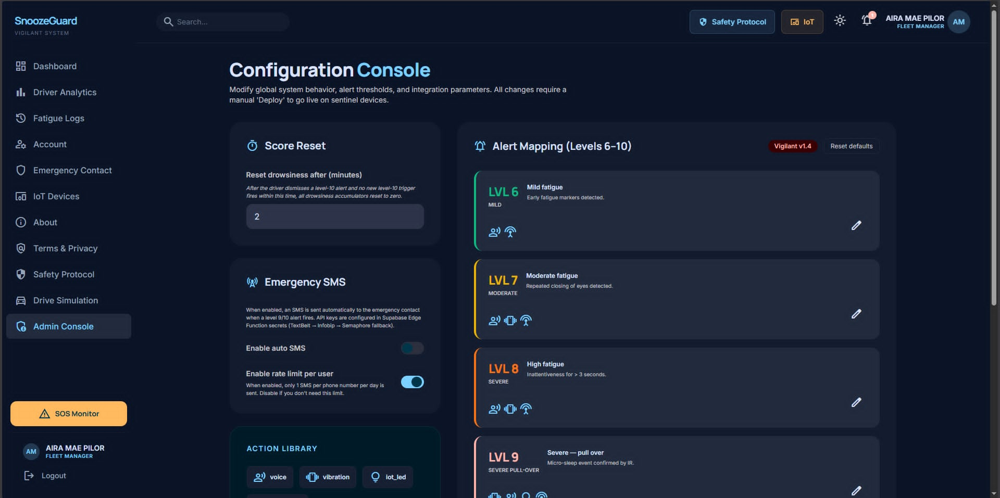 SnoozeGuard
VIGILANT SYSTEM
Search...
Safety Protocol
IoT
1
AIRA MAE PILOR
FLEET MANAGER
AM
Dashboard
Driver Analytics
Fatigue Logs
Account
Emergency Contact
IoT Devices
About
Terms & Privacy
Safety Protocol
Drive Simulation
Admin Console
SOS Monitor
AM
AIRA MAE PILOR
FLEET MANAGER
Logout
Configuration Console
Modify global system behavior, alert thresholds, and integration parameters. All changes require a
manual 'Deploy' to go live on sentinel devices.
Score Reset
Reset drowsiness after (minutes)
After the driver dismisses a level-10 alert and no new level-10 trigger
fires within this time, all drowsiness accumulators reset to zero.
2
Emergency SMS
When enabled, an SMS is sent automatically to the emergency contact
when a level 9/10 alert fires. API keys are configured in Supabase Edge
Function secrets (TextBelt → Infobip → Semaphore fallback).
Enable auto SMS
Enable rate limit per user
When enabled, only 1 SMS per phone number per day is
sent. Disable if you don't need this limit.
ACTION LIBRARY
voice
vibration
iot_led
Alert Mapping (Levels 6–10)
Vigilant v1.4
Reset defaults
LVL 6
MILD
Mild fatigue
Early fatigue markers detected.
LVL 7
MODERATE
Moderate fatigue
Repeated closing of eyes detected.
LVL 8
SEVERE
High fatigue
Inattentiveness for > 3 seconds.
LVL 9
SEVERE PULL-OVER
Severe — pull over
Micro-sleep event confirmed by IR.